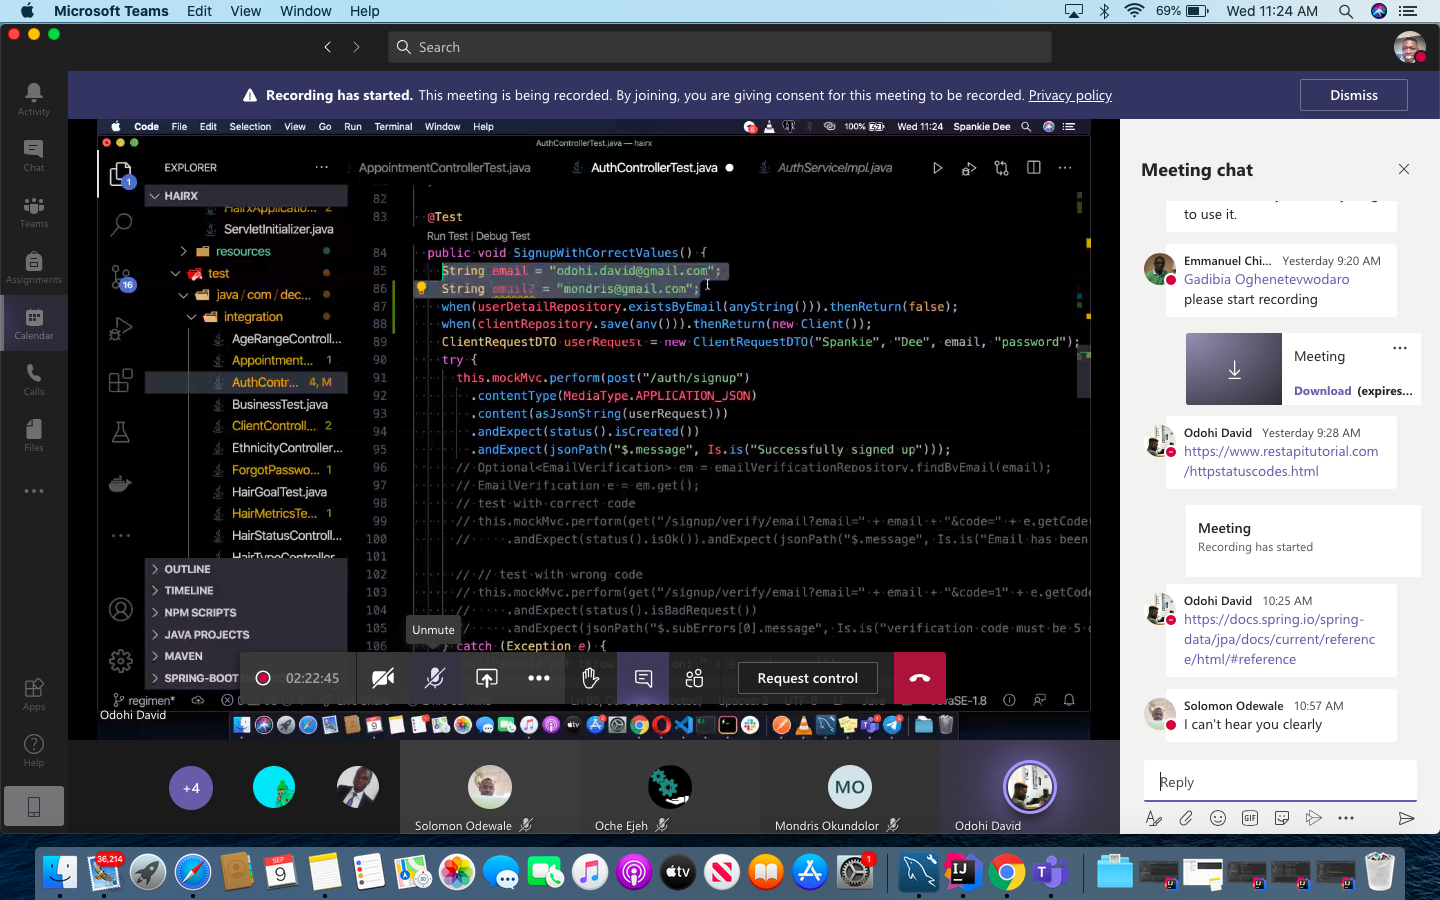 Microsoft Teams Edit View Window Help
69% Wed 11:24 AM
Search
Recording has started. This meeting is being recorded. By joining, you are giving consent for this meeting to be recorded. Privacy policy
Dismiss
Activity
Chat
Teams
Assignments
Calendar
Calls
Files
Apps
Help
Code File Edit Selection View Go Run Terminal Window Help
100% Wed 11:24 Spankie Dee
AuthControllerTest.java — hairx
EXPLORER
AppointmentControllerTest.java AuthControllerTest.java AuthServiceImpl.java
1
16
HAIRX
HairxApplicatio... 2
ServletInitializer.java
resources
test
java / com / dec...
integration
AgeRangeControll...
Appointment... 1
AuthContr... 4, M
BusinessTest.java
ClientControll... 2
EthnicityController...
ForgotPasswo... 1
HairGoalTest.java
HairMetricsTe... 1
HairStatusControll...
HairTypeController
OUTLINE
TIMELINE
NPM SCRIPTS
JAVA PROJECTS
MAVEN
SPRING-BOOT
82
83 @Test
Run Test | Debug Test
84 public void SignupWithCorrectValues() {
85 String email = "odohi.david@gmail.com";
86 String email2 = "mondris@gmail.com";
87 when(userDetailRepository.existsByEmail(anyString())).thenReturn(false);
88 when(clientRepository.save(any())).thenReturn(new Client());
89 ClientRequestDTO userRequest = new ClientRequestDTO("Spankie", "Dee", email, "password");
90 try {
91 this.mockMvc.perform(post("/auth/signup")
92 .contentType(MediaType.APPLICATION_JSON)
93 .content(asJsonString(userRequest)))
94 .andExpect(status().isCreated())
95 .andExpect(jsonPath("$.message", Is.is("Successfully signed up")));
96 // Optional<EmailVerification> em = emailVerificationRepository.findByEmail(email);
97 // EmailVerification e = em.get();
98 // test with correct code
99 // this.mockMvc.perform(get("/signup/verify/email?email=" + email + "&code=" + e.getCode
100 // .andExpect(status().isOk()).andExpect(jsonPath("$.message", Is.is("Email has been
101
102 // // test with wrong code
103 // this.mockMvc.perform(get("/signup/verify/email?email=" + email + "&code=1" + e.getCod
104 // .andExpect(status().isBadRequest())
105 // .andExpect(jsonPath("$.subErrors[0].message", Is.is("verification code must be 5
106 } catch (Exception e) {
Unmute
02:22:45
Request control
regimen*
JavaSE-1.8
Odohi David
+4
Solomon Odewale
Oche Ejeh
MO
Mondris Okundolor
Odohi David
Meeting chat
to use it.
Emmanuel Chi... Yesterday 9:20 AM
Gadibia Oghenetevwodaro
please start recording
Meeting
Download (expires...
Odohi David Yesterday 9:28 AM
https://www.restapitutorial.com
/httpstatuscodes.html
Meeting
Recording has started
Odohi David 10:25 AM
https://docs.spring.io/spring-
data/jpa/docs/current/referenc
e/html/#reference
Solomon Odewale 10:57 AM
I can't hear you clearly
Reply
GIF
36,214
SEP
9
tv
1
IJ